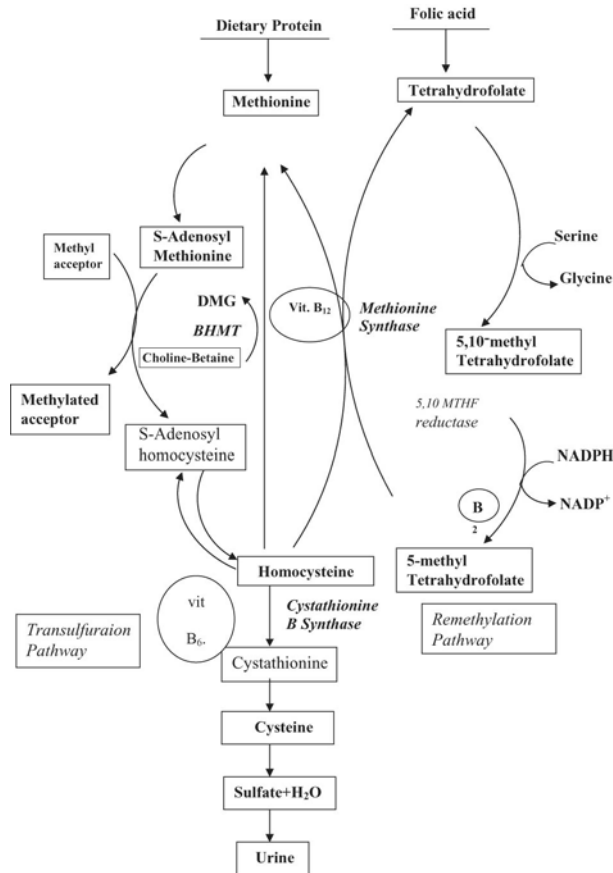 Dietary Protein
Folic acid
Methionine
Tetrahydrofolate
S-Adenosyl
Methionine
Methyl
acceptor
Serine
Glycine
DMG
BHMT
Choline-Betaine
Vit. B₁₂
Methionine
Synthase
5,10⁻methyl
Tetrahydrofolate
Methylated
acceptor
S-Adenosyl
homocysteine
5,10 MTHF
reductase
NADPH
NADP⁺
B
2
Homocysteine
5-methyl
Tetrahydrofolate
vit
B₆.
Cystathionine
B Synthase
Transulfuraion
Pathway
Remethylation
Pathway
Cystathionine
Cysteine
Sulfate+H₂O
Urine